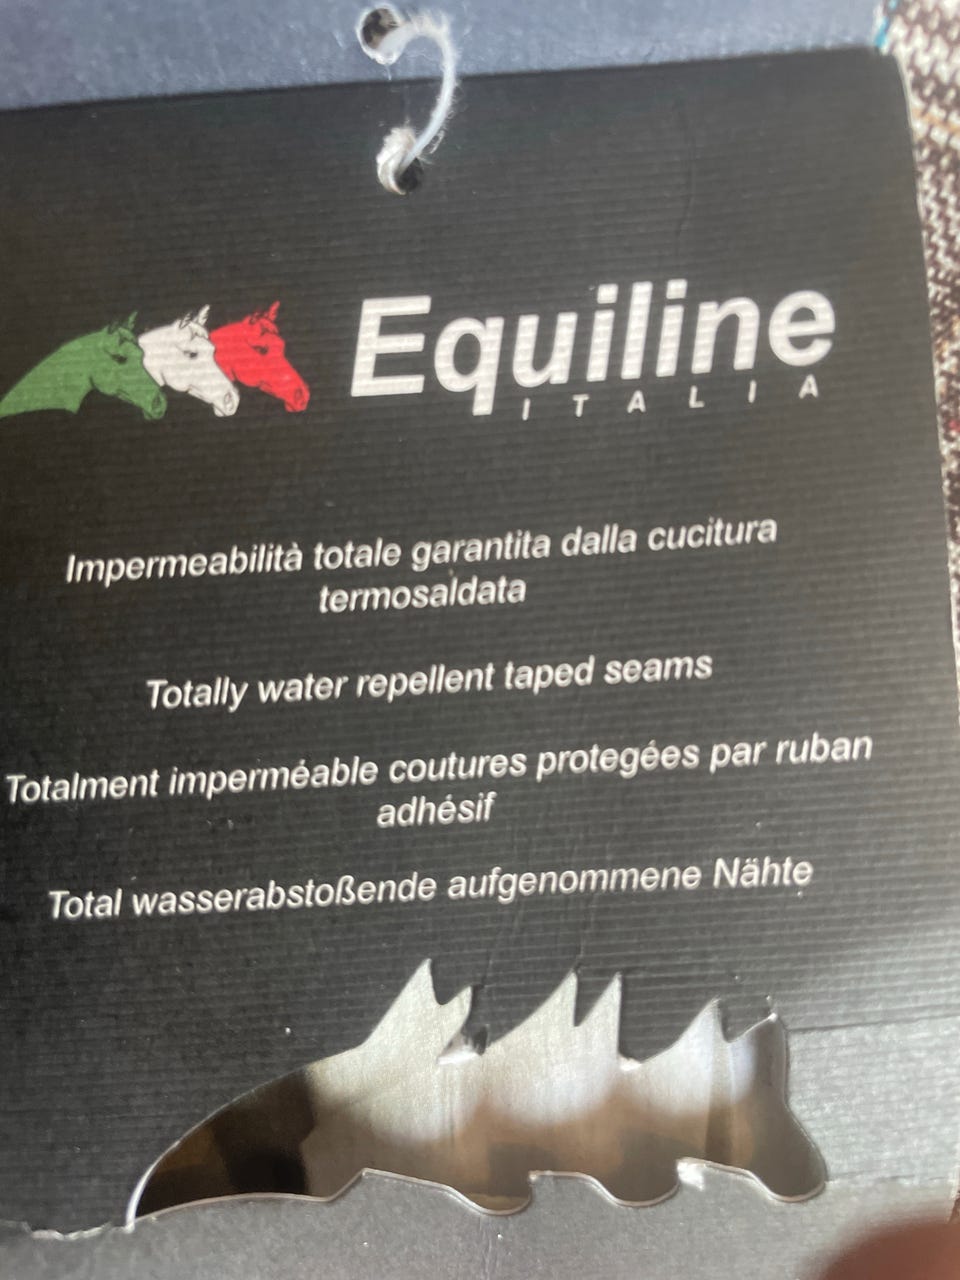 Equiline
ITALIA
Impermeabilità totale garantita dalla cucitura
termosaldata
Totally water repellent taped seams
Totalment imperméable coutures protegées par ruban
adhésif
Total wasserabstoßende aufgenommene Nähte